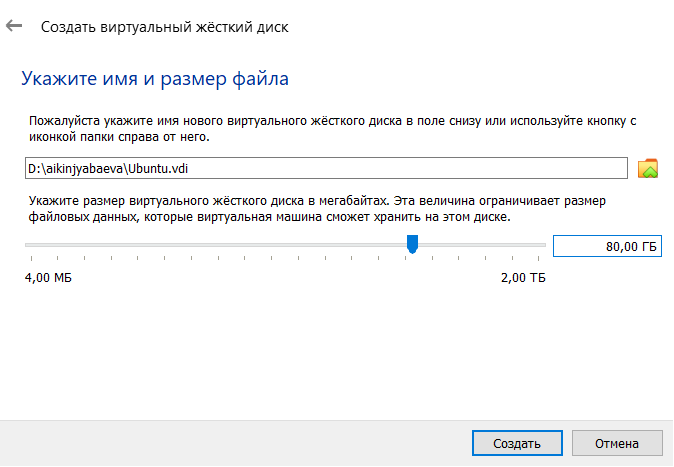 Создать виртуальный жёсткий диск
Укажите имя и размер файла
Пожалуйста укажите имя нового виртуального жёсткого диска в поле снизу или используйте кнопку с
иконкой папки справа от него.
D:\aikinjyabaeva\Ubuntu.vdi
Укажите размер виртуального жёсткого диска в мегабайтах. Эта величина ограничивает размер
файловых данных, которые виртуальная машина сможет хранить на этом диске.
80,00 ГБ
4,00 МБ 2,00 ТБ
Создать Отмена